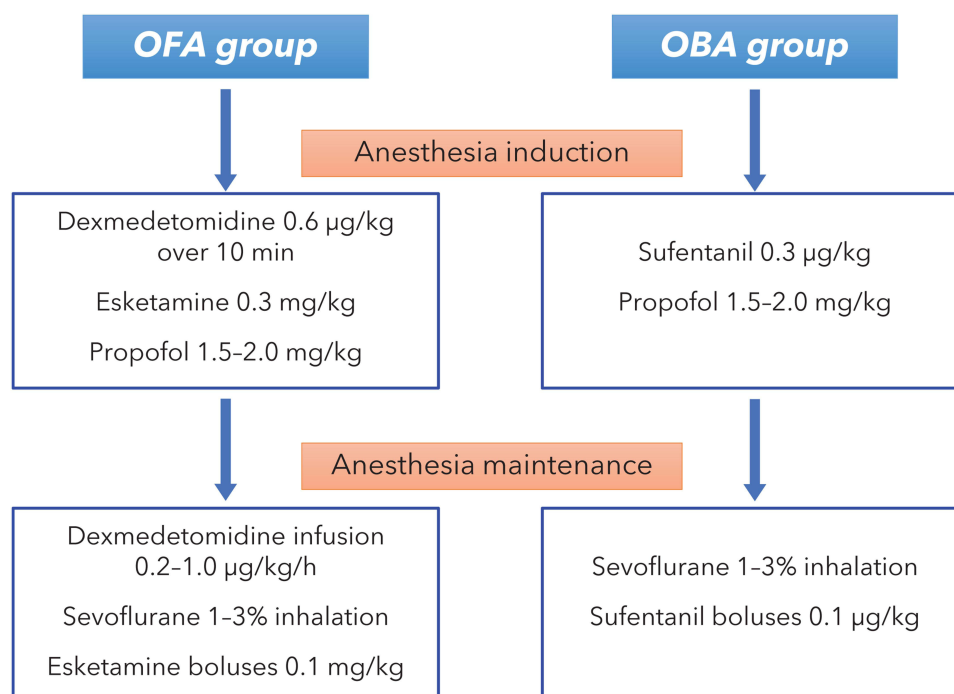 OFA group
OBA group
Anesthesia induction
Dexmedetomidine 0.6 μg/kg
over 10 min
Esketamine 0.3 mg/kg
Propofol 1.5–2.0 mg/kg
Sufentanil 0.3 μg/kg
Propofol 1.5–2.0 mg/kg
Anesthesia maintenance
Dexmedetomidine infusion
0.2–1.0 μg/kg/h
Sevoflurane 1–3% inhalation
Esketamine boluses 0.1 mg/kg
Sevoflurane 1–3% inhalation
Sufentanil boluses 0.1 μg/kg